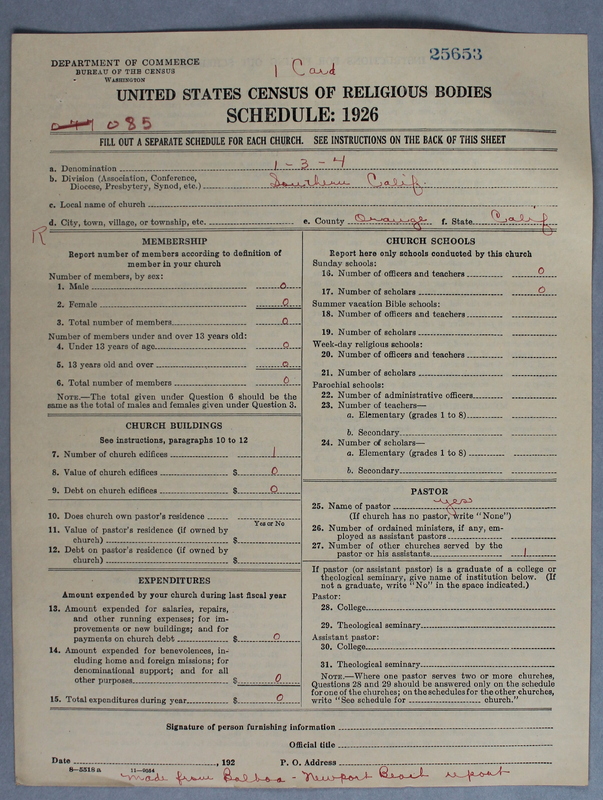 25653
DEPARTMENT OF COMMERCE
BUREAU OF THE CENSUS
WASHINGTON
1 Card
UNITED STATES CENSUS OF RELIGIOUS BODIES
SCHEDULE: 1926
085
FILL OUT A SEPARATE SCHEDULE FOR EACH CHURCH. SEE INSTRUCTIONS ON THE BACK OF THIS SHEET
a. Denomination 1-3-4
b. Division (Association, Conference,
Diocese, Presbytery, Synod, etc.) Southern Calif.
c. Local name of church
d. City, town, village, or township, etc. e. County Orange f. State Calif
R
MEMBERSHIP
Report number of members according to definition of
member in your church
Number of members, by sex:
1. Male 0
2. Female 0
3. Total number of members 0
Number of members under and over 13 years old:
4. Under 13 years of age 0
5. 13 years old and over 0
6. Total number of members 0
NOTE.—The total given under Question 6 should be
same as the total of males and females given under Question 3.
CHURCH BUILDINGS
See instructions, paragraphs 10 to 12
7. Number of church edifices 1
8. Value of church edifices $ 0
9. Debt on church edifices $ 0
10. Does church own pastor's residence
Yes or No
11. Value of pastor's residence (if owned by
church) $
12. Debt on pastor's residence (if owned by
church) $
EXPENDITURES
Amount expended by your church during last fiscal year
13. Amount expended for salaries, repairs,
and other running expenses; for im-
provements or new buildings; and for
payments on church debt $ 0
14. Amount expended for benevolences, in-
cluding home and foreign missions; for
denominational support; and for all
other purposes $ 0
15. Total expenditures during year $ 0
CHURCH SCHOOLS
Report here only schools conducted by this church
Sunday schools:
16. Number of officers and teachers 0
17. Number of scholars 0
Summer vacation Bible schools:
18. Number of officers and teachers
19. Number of scholars
Week-day religious schools:
20. Number of officers and teachers
21. Number of scholars
Parochial schools:
22. Number of administrative officers
23. Number of teachers—
a. Elementary (grades 1 to 8)
b. Secondary
24. Number of scholars—
a. Elementary (grades 1 to 8)
b. Secondary
PASTOR
25. Name of pastor yes
(If church has no pastor, write "None")
26. Number of ordained ministers, if any, em-
ployed as assistant pastors
27. Number of other churches served by the
pastor or his assistants 1
If pastor (or assistant pastor) is a graduate of a college or
theological seminary, give name of institution below. (If
not a graduate, write "No" in the space indicated.)
Pastor:
28. College
29. Theological seminary
Assistant pastor:
30. College
31. Theological seminary
NOTE.—Where one pastor serves two or more churches,
Questions 28 and 29 should be answered only on the schedule
for one of the churches; on the schedules for the other churches,
write "See schedule for church."
Signature of person furnishing information
Official title
Date , 192 P. O. Address
8-5518 a 11-9034
made from Balboa - Newport Beach report